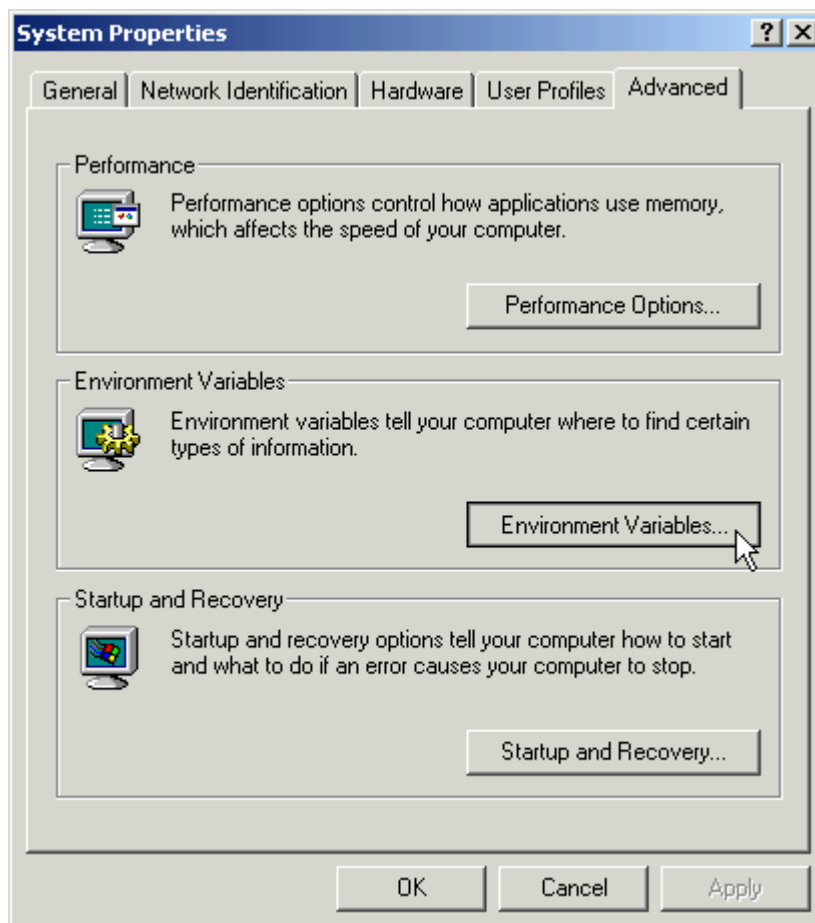 System Properties
General Network Identification Hardware User Profiles Advanced
Performance
Performance options control how applications use memory,
which affects the speed of your computer.
Performance Options...
Environment Variables
Environment variables tell your computer where to find certain
types of information.
Environment Variables...
Startup and Recovery
Startup and recovery options tell your computer how to start
and what to do if an error causes your computer to stop.
Startup and Recovery...
OK Cancel Apply